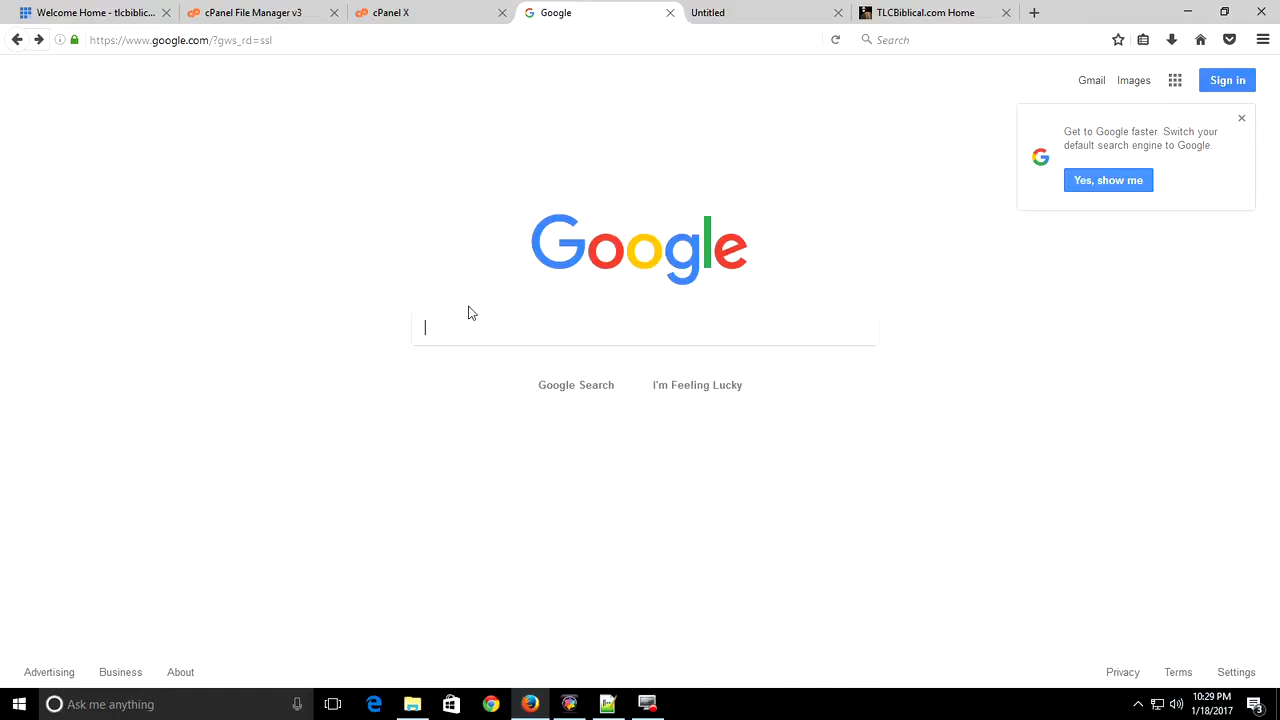 Welcome Home - tlcbiblic...
cPanel File Manager v3
cPanel X
Google
Untitled
TLCBiblical.com Home
https://www.google.com/?gws_rd=ssl
Search
Gmail
Images
Sign in
Get to Google faster. Switch your
default search engine to Google.
Yes, show me
Google
Google Search
I'm Feeling Lucky
Advertising
Business
About
Privacy
Terms
Settings
Ask me anything
10:29 PM
1/18/2017
3